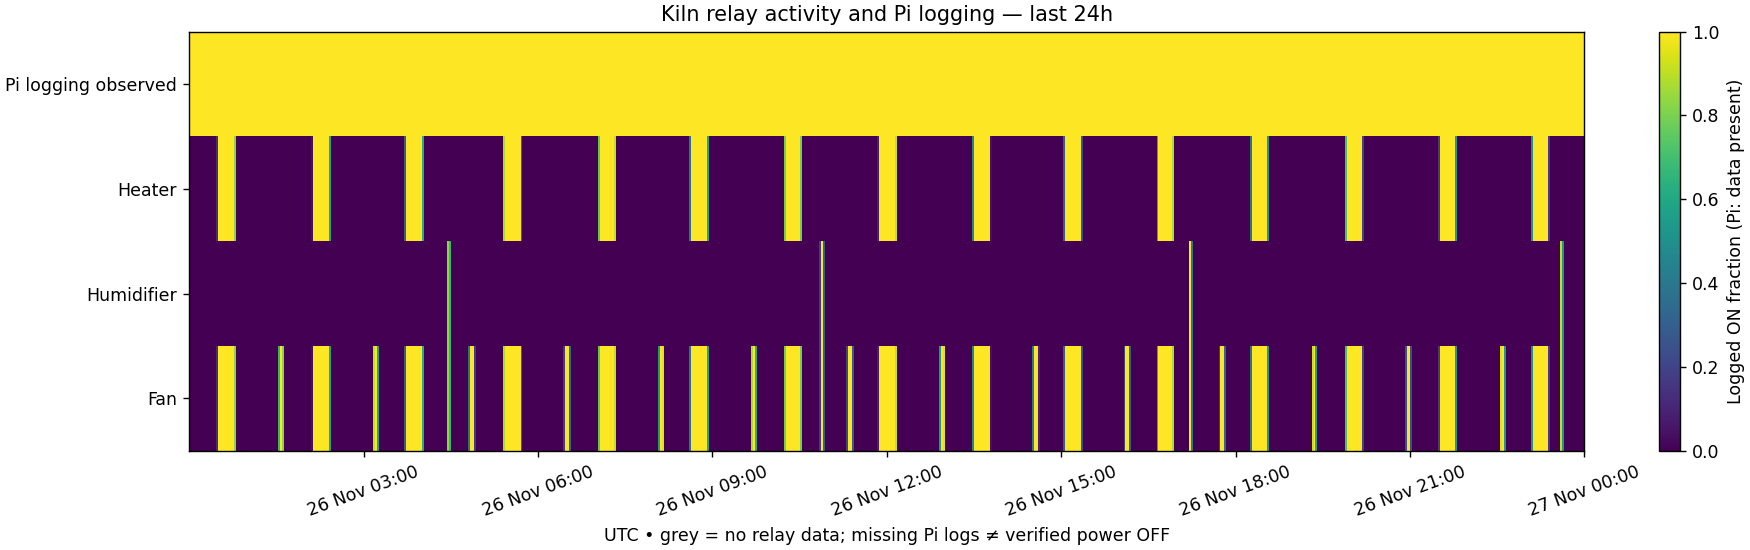 Kiln relay activity and Pi logging — last 24h
Pi logging observed
Heater
Humidifier
Fan
26 Nov 03:00
26 Nov 06:00
26 Nov 09:00
26 Nov 12:00
26 Nov 15:00
26 Nov 18:00
26 Nov 21:00
27 Nov 00:00
UTC • grey = no relay data; missing Pi logs ≠ verified power OFF
1.0
0.8
0.6
0.4
0.2
0.0
Logged ON fraction (Pi: data present)